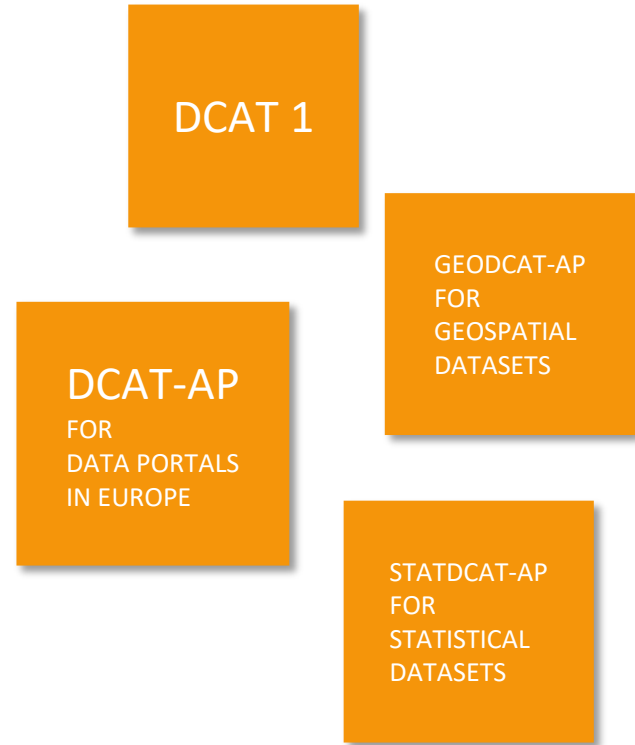 DCAT 1
GEODCAT-AP
FOR
GEOSPATIAL
DATASETS
DCAT-AP
FOR
DATA PORTALS
IN EUROPE
STATDCAT-AP
FOR
STATISTICAL
DATASETS